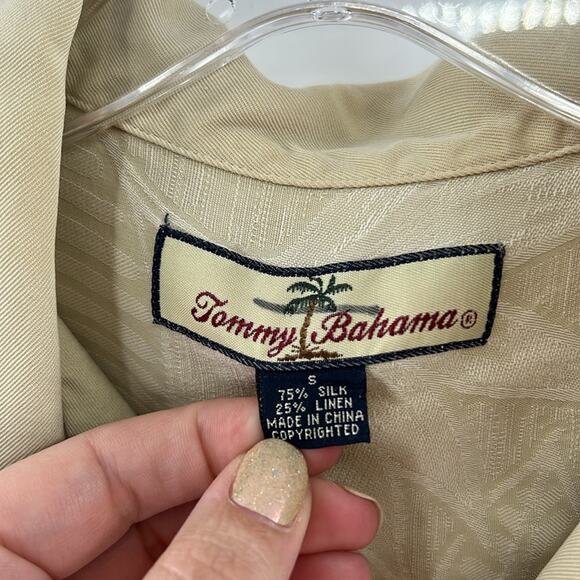 Tommy Bahama®
S
75% SILK
25% LINEN
MADE IN CHINA
COPYRIGHTED